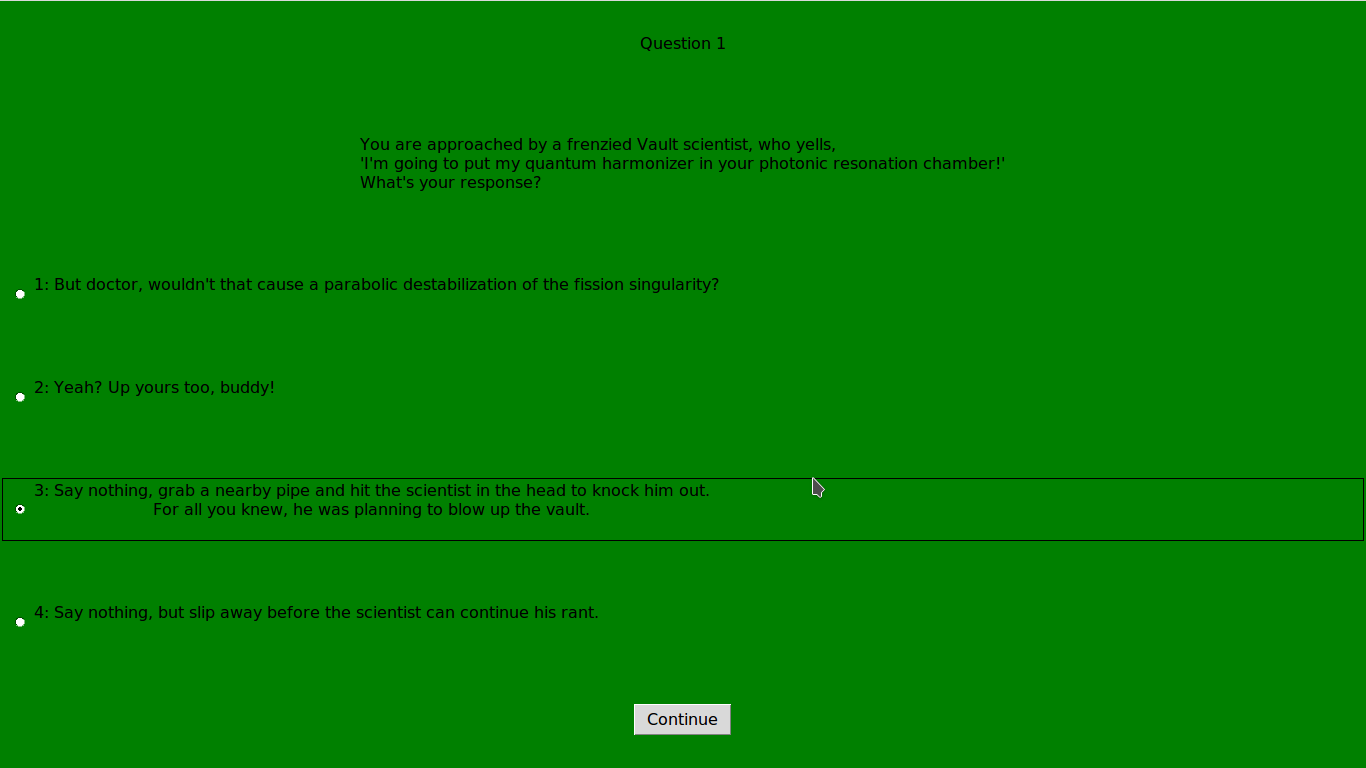 Question 1
You are approached by a frenzied Vault scientist, who yells,
'I'm going to put my quantum harmonizer in your photonic resonation chamber!'
What's your response?
1: But doctor, wouldn't that cause a parabolic destabilization of the fission singularity?
2: Yeah? Up yours too, buddy!
3: Say nothing, grab a nearby pipe and hit the scientist in the head to knock him out.
For all you knew, he was planning to blow up the vault.
4: Say nothing, but slip away before the scientist can continue his rant.
Continue